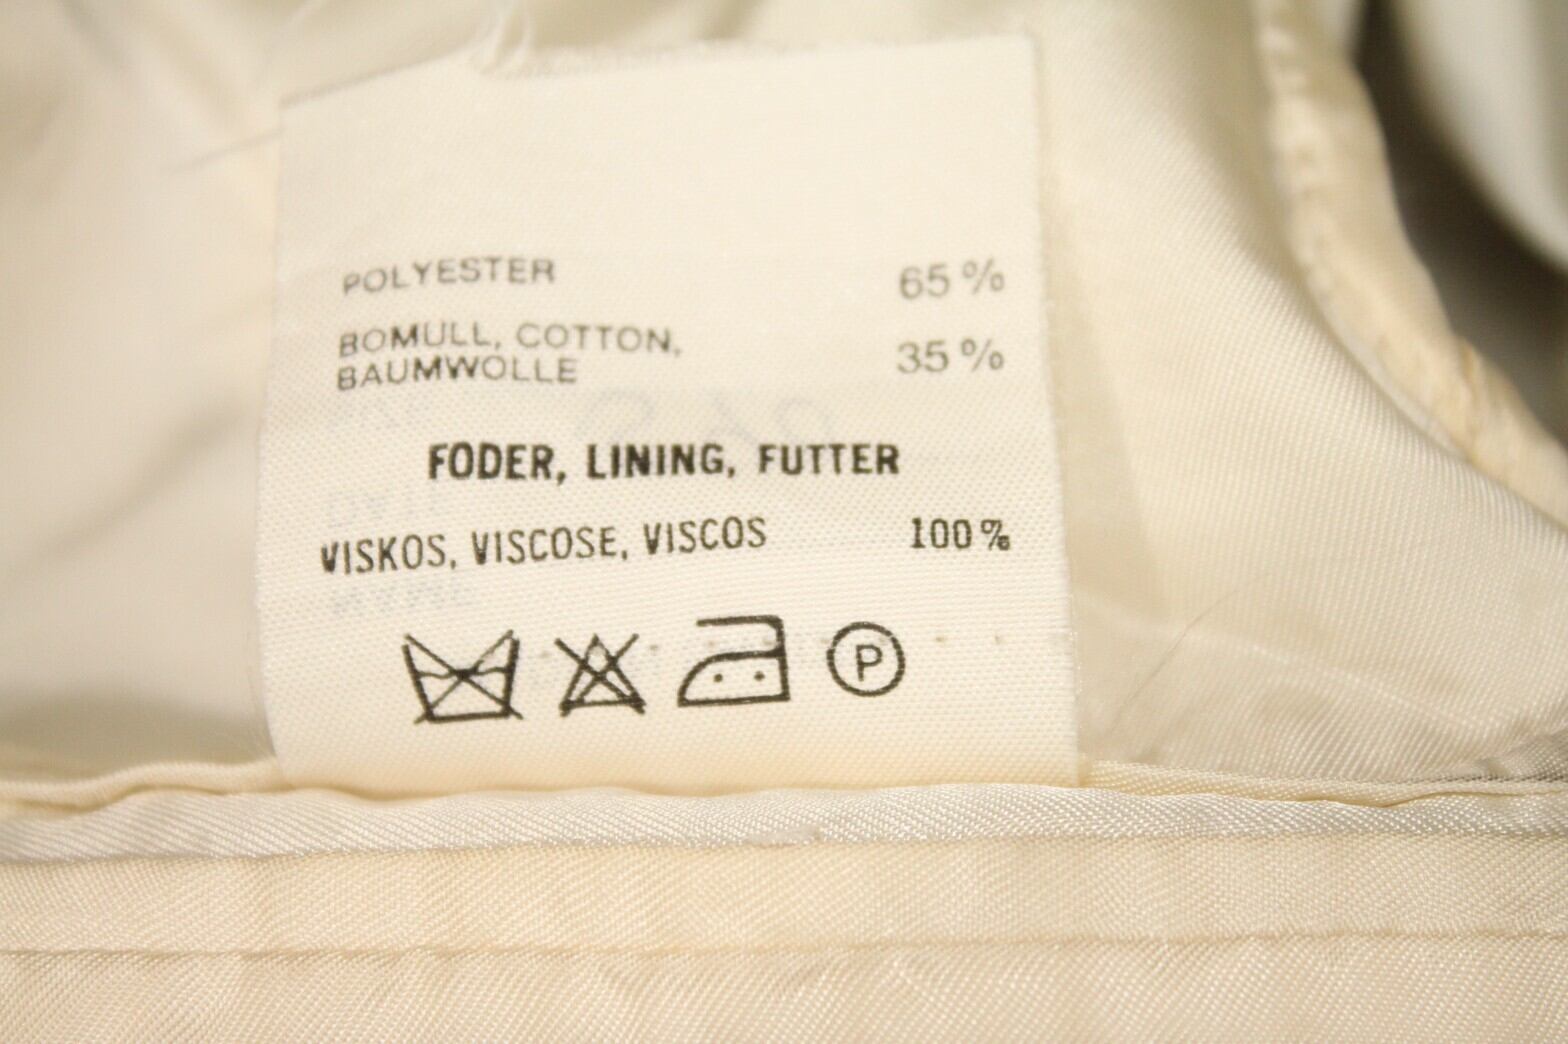 POLYESTER 65%
BOMULL, COTTON,
BAUMWOLLE 35%
FODER, LINING, FUTTER
VISKOS, VISCOSE, VISCOS 100%
P